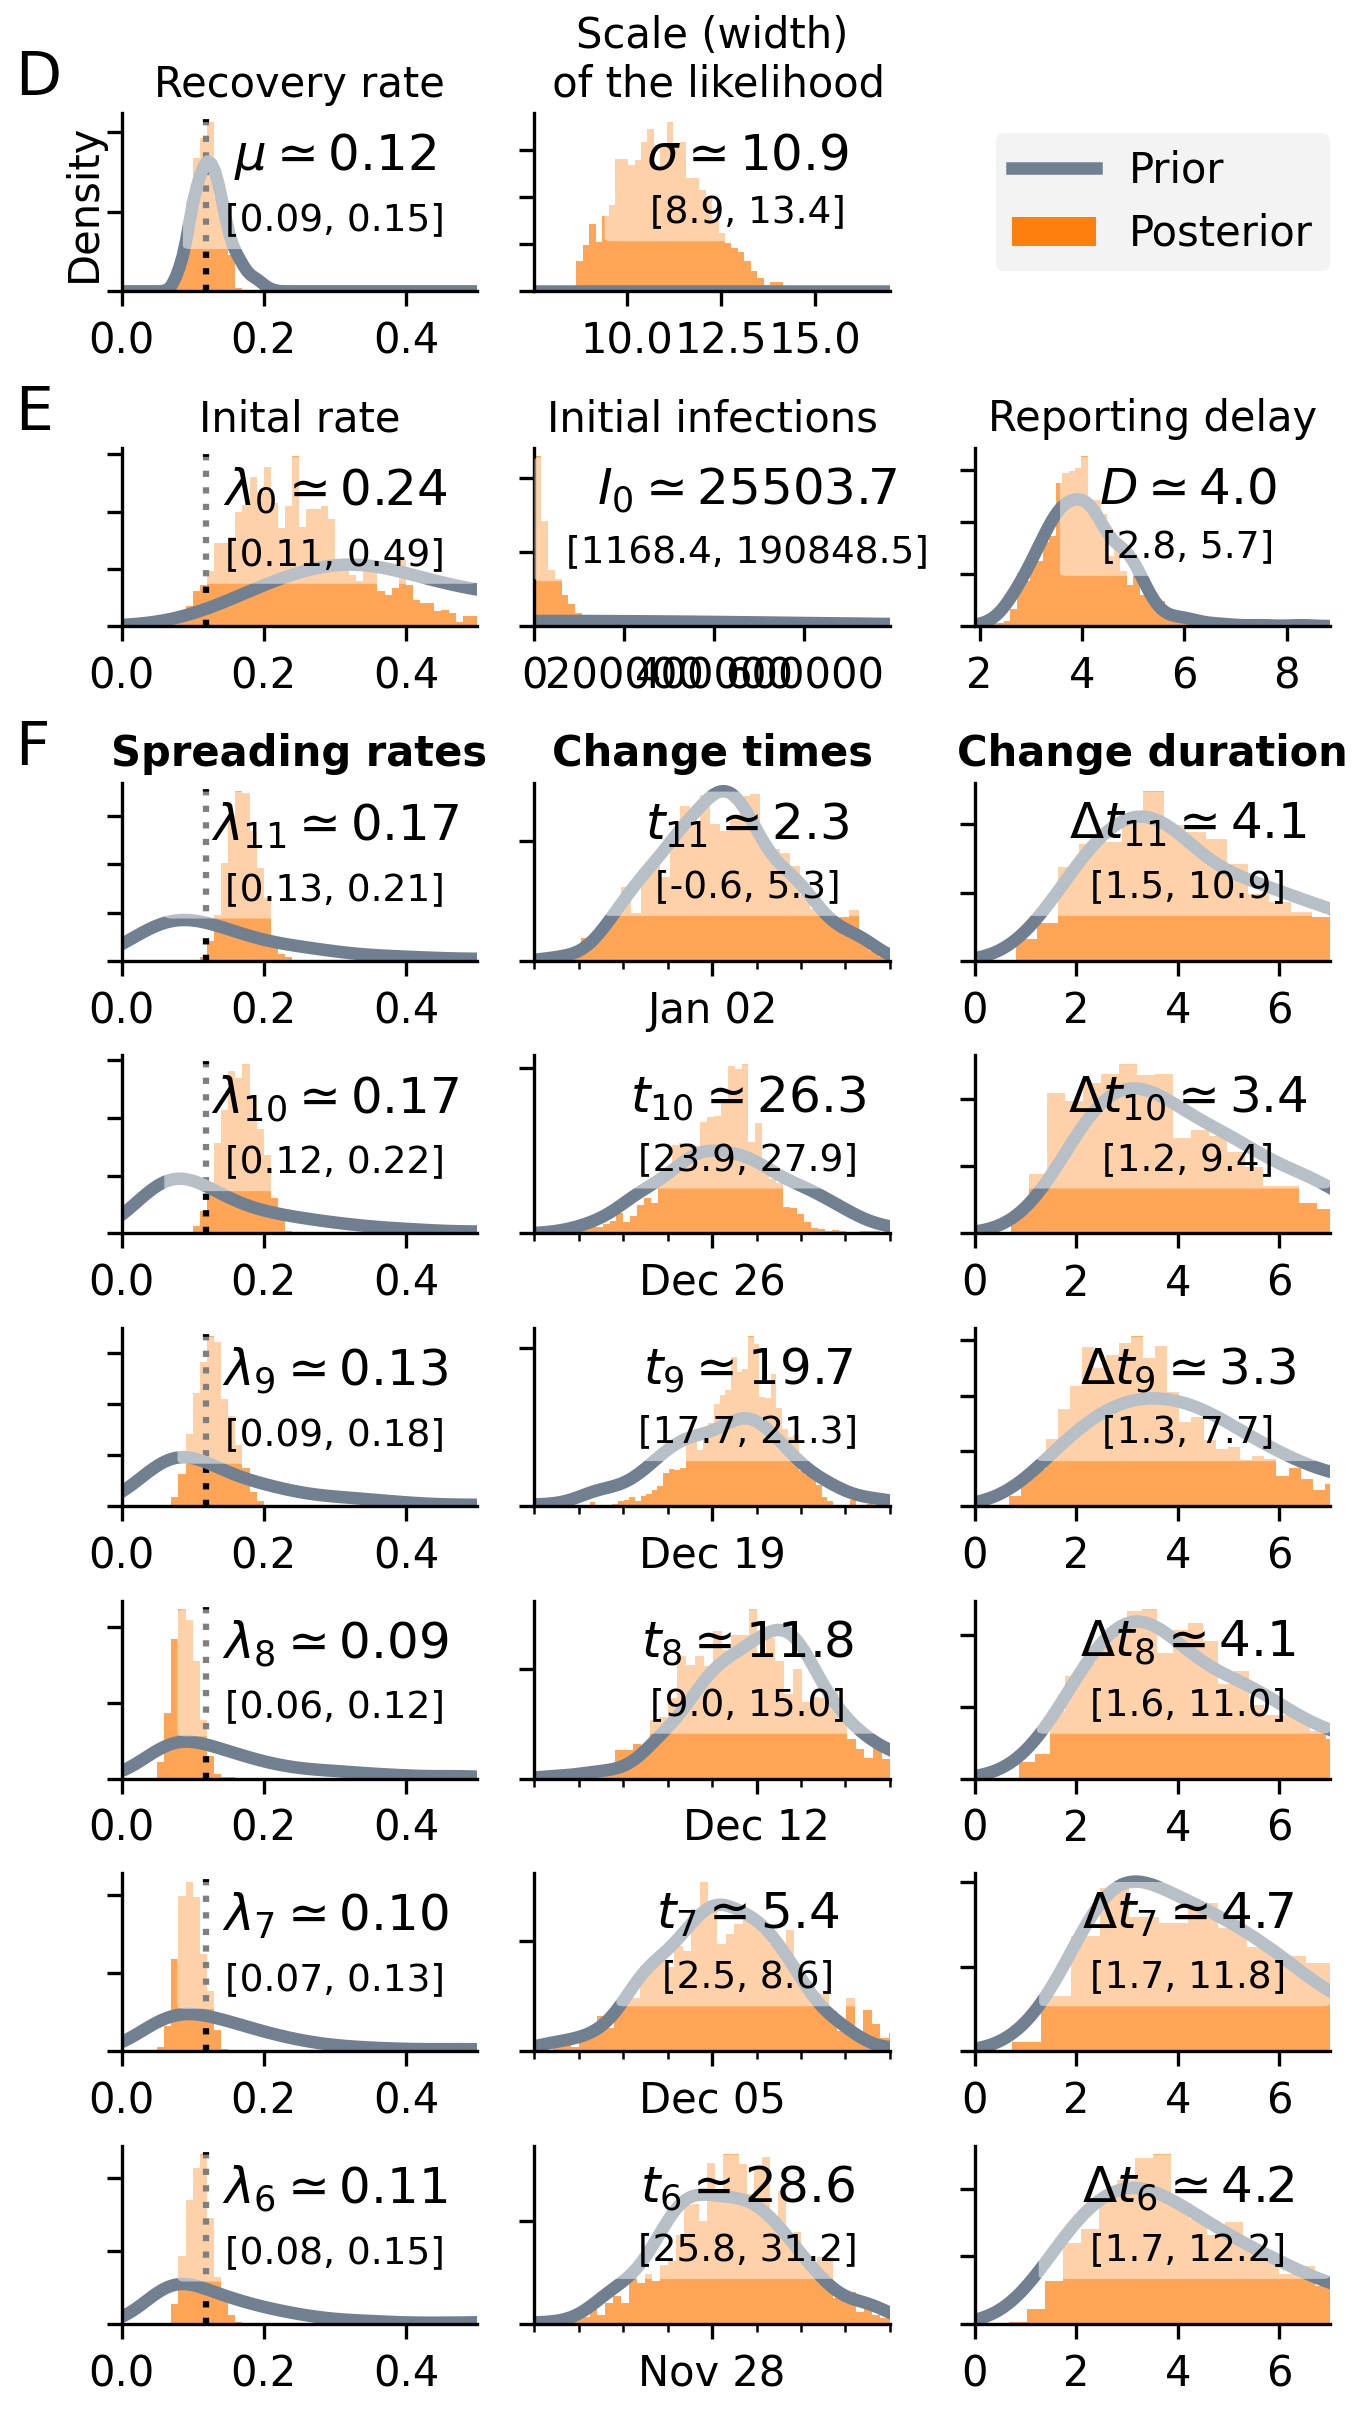 D
Recovery rate
Scale (width)
of the likelihood
Density
μ ≃ 0.12
[0.09, 0.15]
0.0 0.2 0.4
σ ≃ 10.9
[8.9, 13.4]
10.0 12.5 15.0
Prior
Posterior
E
Inital rate
Initial infections
Reporting delay
λ0 ≃ 0.24
[0.11, 0.49]
0.0 0.2 0.4
I0 ≃ 25503.7
[1168.4, 190848.5]
0 200000 400000 600000
D ≃ 4.0
[2.8, 5.7]
2 4 6 8
F
Spreading rates
Change times
Change duration
λ11 ≃ 0.17
[0.13, 0.21]
0.0 0.2 0.4
t11 ≃ 2.3
[-0.6, 5.3]
Jan 02
Δt11 ≃ 4.1
[1.5, 10.9]
0 2 4 6
λ10 ≃ 0.17
[0.12, 0.22]
0.0 0.2 0.4
t10 ≃ 26.3
[23.9, 27.9]
Dec 26
Δt10 ≃ 3.4
[1.2, 9.4]
0 2 4 6
λ9 ≃ 0.13
[0.09, 0.18]
0.0 0.2 0.4
t9 ≃ 19.7
[17.7, 21.3]
Dec 19
Δt9 ≃ 3.3
[1.3, 7.7]
0 2 4 6
λ8 ≃ 0.09
[0.06, 0.12]
0.0 0.2 0.4
t8 ≃ 11.8
[9.0, 15.0]
Dec 12
Δt8 ≃ 4.1
[1.6, 11.0]
0 2 4 6
λ7 ≃ 0.10
[0.07, 0.13]
0.0 0.2 0.4
t7 ≃ 5.4
[2.5, 8.6]
Dec 05
Δt7 ≃ 4.7
[1.7, 11.8]
0 2 4 6
λ6 ≃ 0.11
[0.08, 0.15]
0.0 0.2 0.4
t6 ≃ 28.6
[25.8, 31.2]
Nov 28
Δt6 ≃ 4.2
[1.7, 12.2]
0 2 4 6